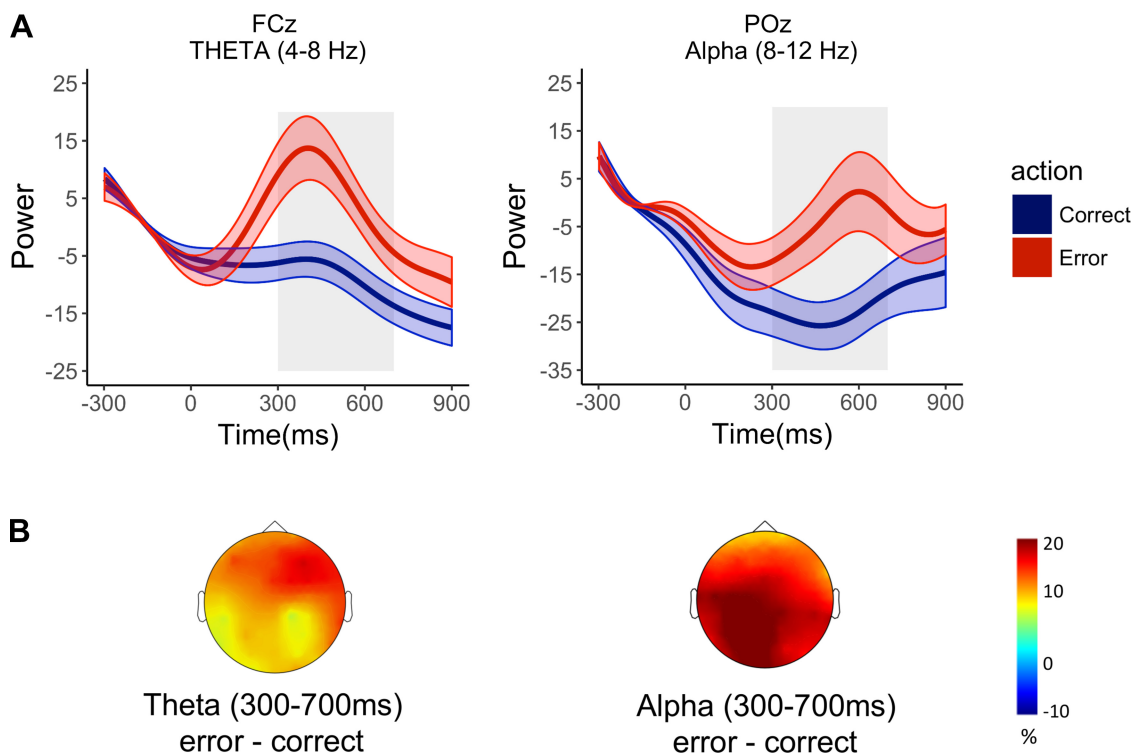 A
FCz
THETA (4-8 Hz)
25
15
5
-5
-15
-25
Power
-300
0
300
600
900
Time(ms)
POz
Alpha (8-12 Hz)
25
15
5
-5
-15
-25
-35
Power
-300
0
300
600
900
Time(ms)
action
Correct
Error
B
Theta (300-700ms)
error - correct
Alpha (300-700ms)
error - correct
20
10
0
-10
%